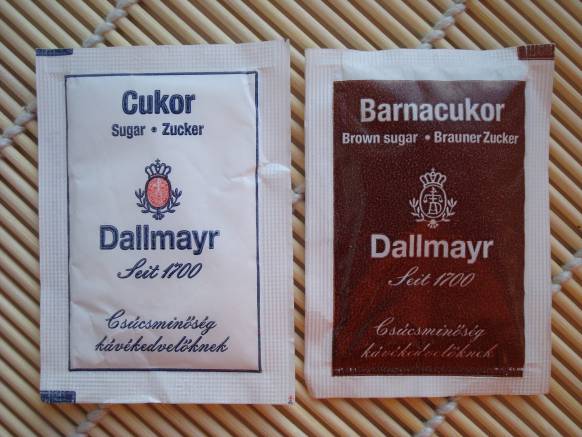 Cukor
Sugar • Zucker
Dallmayr
Seit 1700
Csúcsminőség
kávékedvelőknek
Barnacukor
Brown sugar • Brauner Zucker
Dallmayr
Seit 1700
Csúcsminőség
kávékedvelőknek